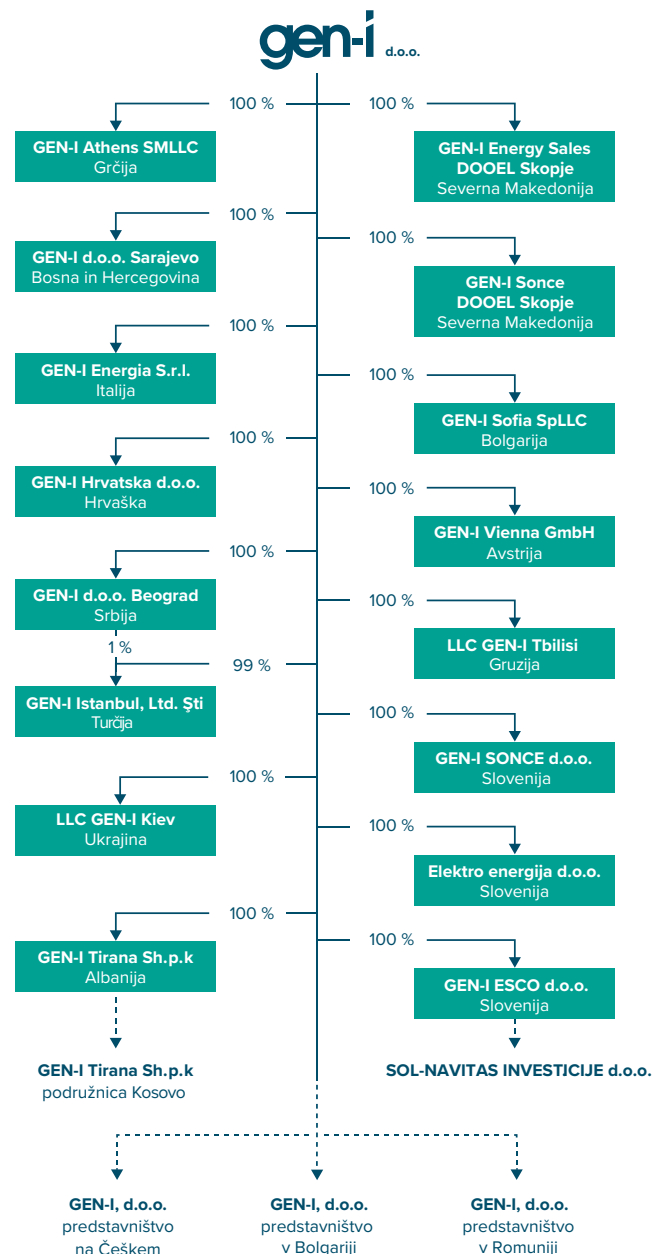 gen-i d.o.o.
100 %
GEN-I Athens SMLLC
Grčija
100 %
GEN-I d.o.o. Sarajevo
Bosna in Hercegovina
100 %
GEN-I Energia S.r.l.
Italija
100 %
GEN-I Hrvatska d.o.o.
Hrvaška
100 %
GEN-I d.o.o. Beograd
Srbija
1 %
99 %
GEN-I Istanbul, Ltd. Şti
Turčija
100 %
LLC GEN-I Kiev
Ukrajina
100 %
GEN-I Tirana Sh.p.k
Albanija
GEN-I Tirana Sh.p.k
podružnica Kosovo
100 %
GEN-I Energy Sales
DOOEL Skopje
Severna Makedonija
100 %
GEN-I Sonce
DOOEL Skopje
Severna Makedonija
100 %
GEN-I Sofia SpLLC
Bolgarija
100 %
GEN-I Vienna GmbH
Avstrija
100 %
LLC GEN-I Tbilisi
Gruzija
100 %
GEN-I SONCE d.o.o.
Slovenija
100 %
Elektro energija d.o.o.
Slovenija
100 %
GEN-I ESCO d.o.o.
Slovenija
SOL-NAVITAS INVESTICIJE d.o.o.
GEN-I, d.o.o.
predstavništvo
na Češkem
GEN-I, d.o.o.
predstavništvo
v Bolgariji
GEN-I, d.o.o.
predstavništvo
v Romuniji